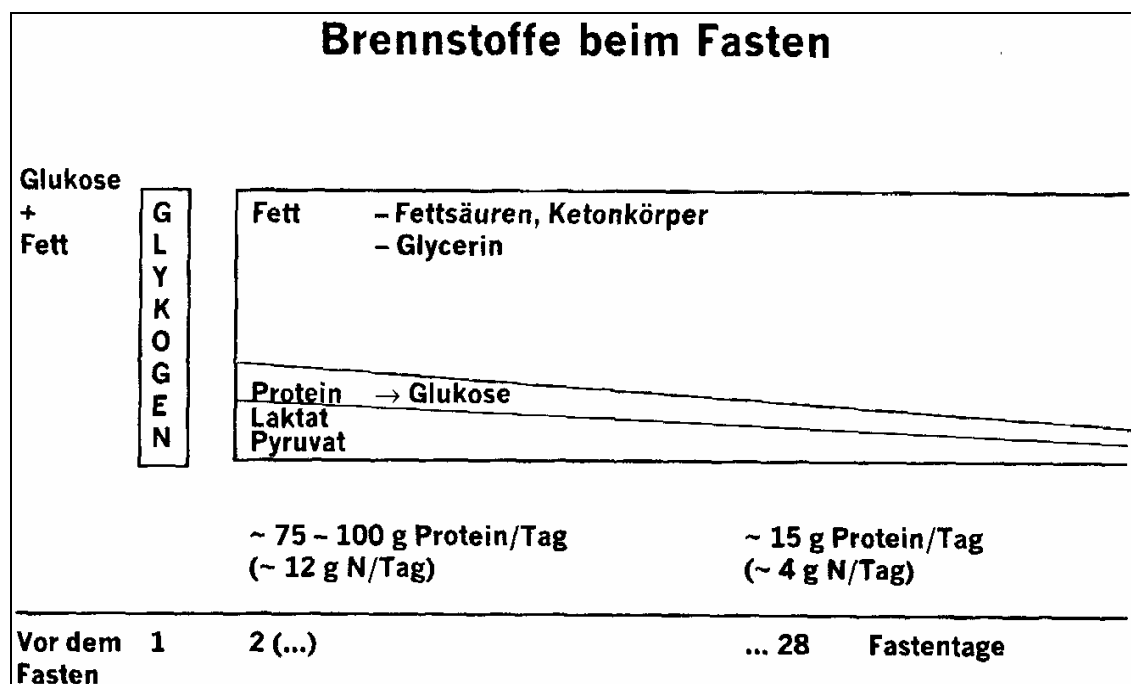 Brennstoffe beim Fasten
Glukose
+
Fett
G
L
Y
K
O
G
E
N
Fett – Fettsäuren, Ketonkörper
– Glycerin
Protein → Glukose
Laktat
Pyruvat
~ 75 – 100 g Protein/Tag
(~ 12 g N/Tag)
~ 15 g Protein/Tag
(~ 4 g N/Tag)
Vor dem 1 2 (...) ... 28 Fastentage
Fasten